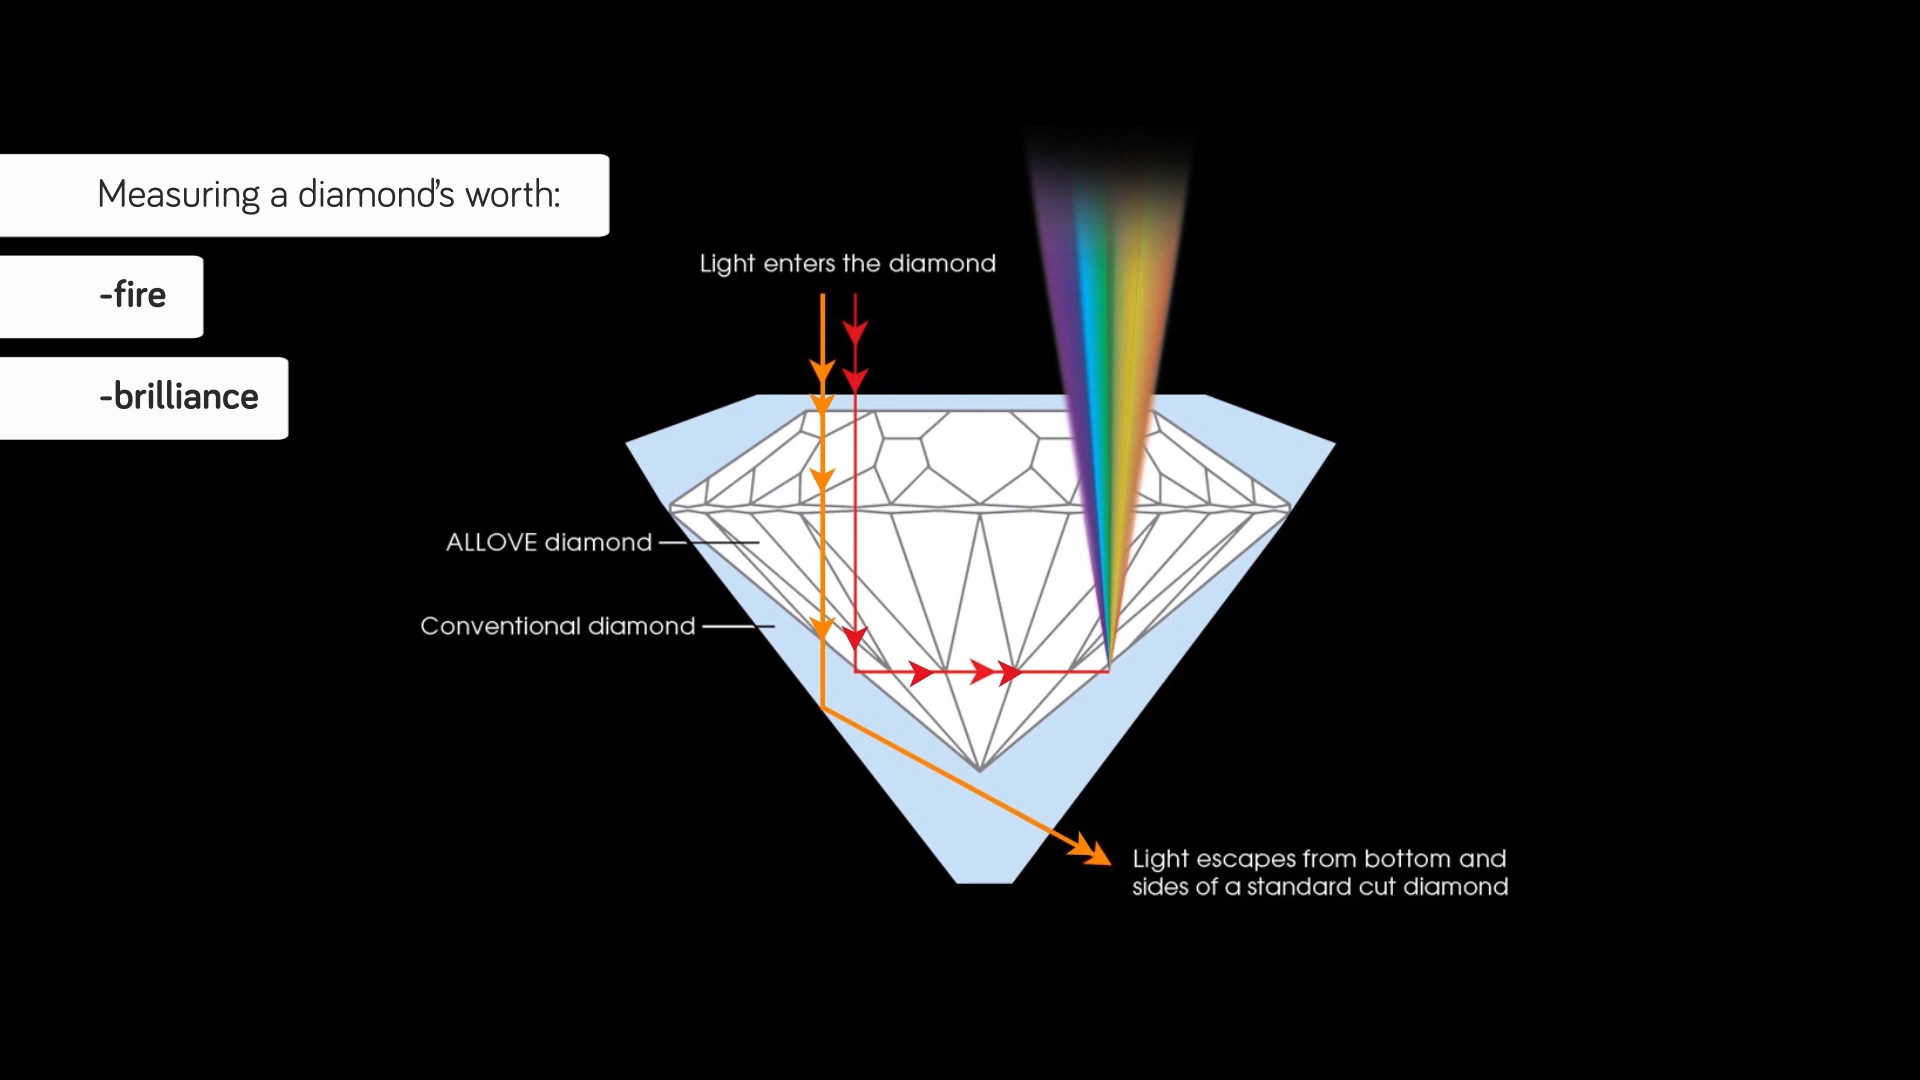 Measuring a diamond's worth:
-fire
-brilliance
Light enters the diamond
ALLOVE diamond
Conventional diamond
Light escapes from bottom and
sides of a standard cut diamond